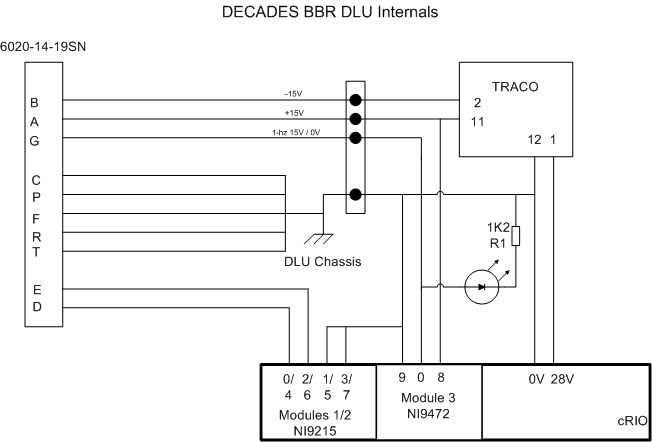 DECADES BBR DLU Internals
6020-14-19SN
TRACO
B
-15V
2
A
+15V
11
G
1-hz 15V / 0V
12 1
C
P
F
R
T
1K2
R1
DLU Chassis
E
D
0/ 2/ 1/ 3/
4 6 5 7
Modules 1/2
NI9215
9 0 8
Module 3
NI9472
0V 28V
cRIO